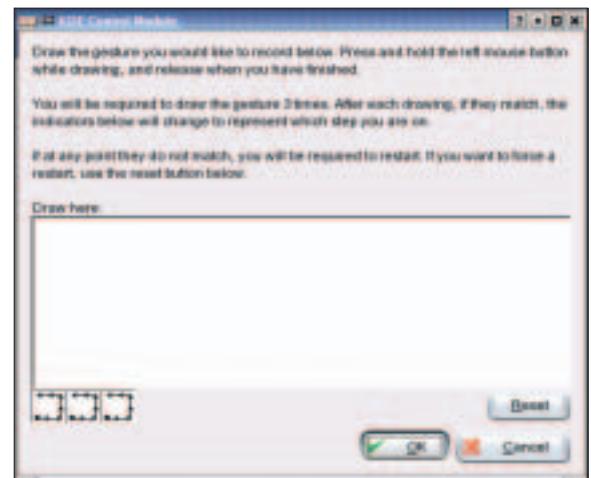 KDE Control Module
Draw the gesture you would like to record below. Press and hold the left mouse button
while drawing, and release when you have finished.
You will be required to draw the gesture 3 times. After each drawing, if they match, the
indicators below will change to represent which step you are on.
If at any point they do not match, you will be required to restart. If you want to force a
restart, use the reset button below.
Draw here:
Reset
OK
Cancel